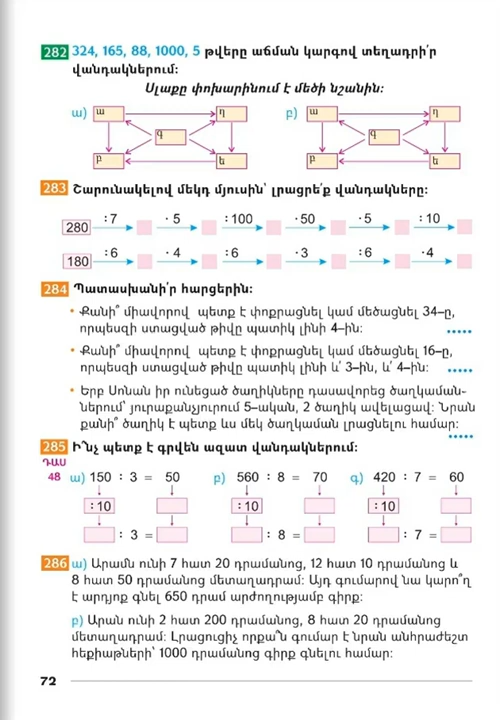 282 324, 165, 88, 1000, 5 թվերը աճման կարգով տեղադրի՛ր
վանդակներում։
Սլաքը փոխարինում է մեծի նշանին։
ա) ա դ գ բ ե
բ) ա դ գ բ ե
283 Շարունակելով մեկդ մյուսին՝ լրացրե՛ք վանդակները։
280 :7 ·5 :100 ·50 ·5 :10
180 :6 ·4 :6 ·3 :6 ·4
284 Պատասխանի՛ր հարցերին։
• Քանի՞ միավորով պետք է փոքրացնել կամ մեծացնել 34–ը,
որպեսզի ստացված թիվը պատիկ լինի 4–ին։ .....
• Քանի՞ միավորով պետք է փոքրացնել կամ մեծացնել 16–ը,
որպեսզի ստացված թիվը պատիկ լինի և՛ 3–ին, և՛ 4–ին։ .....
• Երբ Սոնան իր ունեցած ծաղիկները դասավորեց ծաղկաման–
ներում՝ յուրաքանչյուրում 5–ական, 2 ծաղիկ ավելացավ։ Նրան
քանի՞ ծաղիկ է պետք ևս մեկ ծաղկաման լրացնելու համար։
.....
285 Ի՞նչ պետք է գրվեն ազատ վանդակներում։
ԴԱՍ
48
ա) 150 : 3 = 50 բ) 560 : 8 = 70 գ) 420 : 7 = 60
:10 :10 :10
: 3 = : 8 = : 7 =
286 ա) Արամն ունի 7 հատ 20 դրամանոց, 12 հատ 10 դրամանոց և
8 հատ 50 դրամանոց մետաղադրամ։ Այդ գումարով նա կարո՞ղ
է արդյոք գնել 650 դրամ արժողությամբ գիրք։
բ) Արան ունի 2 հատ 200 դրամանոց, 8 հատ 20 դրամանոց
մետաղադրամ։ Լրացուցիչ որքա՞ն գումար է նրան անհրաժեշտ
հեքիաթների՝ 1000 դրամանոց գիրք գնելու համար։
72